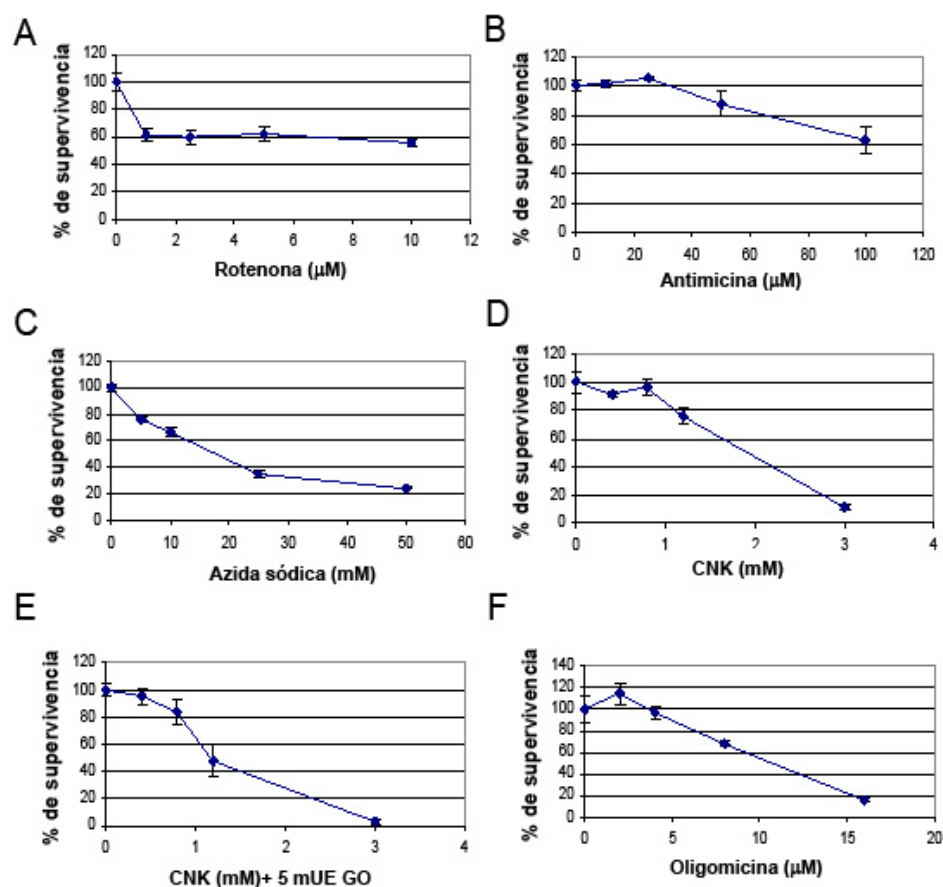 A
% de supervivencia
120
100
80
60
40
20
0
0 2 4 6 8 10 12
Rotenona (µM)
B
% de supervivencia
120
100
80
60
40
20
0
0 20 40 60 80 100 120
Antimicina (µM)
C
% de supervivencia
120
100
80
60
40
20
0
0 10 20 30 40 50 60
Azida sódica (mM)
D
% de supervivencia
120
100
80
60
40
20
0
0 1 2 3 4
CNK (mM)
E
% de supervivencia
120
100
80
60
40
20
0
0 1 2 3 4
CNK (mM)+ 5 mUE GO
F
% de supervivencia
140
120
100
80
60
40
20
0
0 5 10 15 20
Oligomicina (µM)